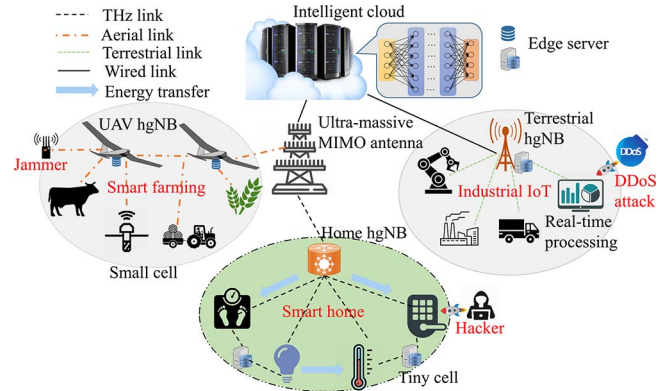 THz link
Aerial link
Terrestrial link
Wired link
Energy transfer
Intelligent cloud
Edge server
UAV hgNB
Jammer
Smart farming
Small cell
Ultra-massive
MIMO antenna
Terrestrial
hgNB
DDoS
Industrial IoT
DDoS
attack
Real-time
processing
Home hgNB
Smart home
Hacker
Tiny cell